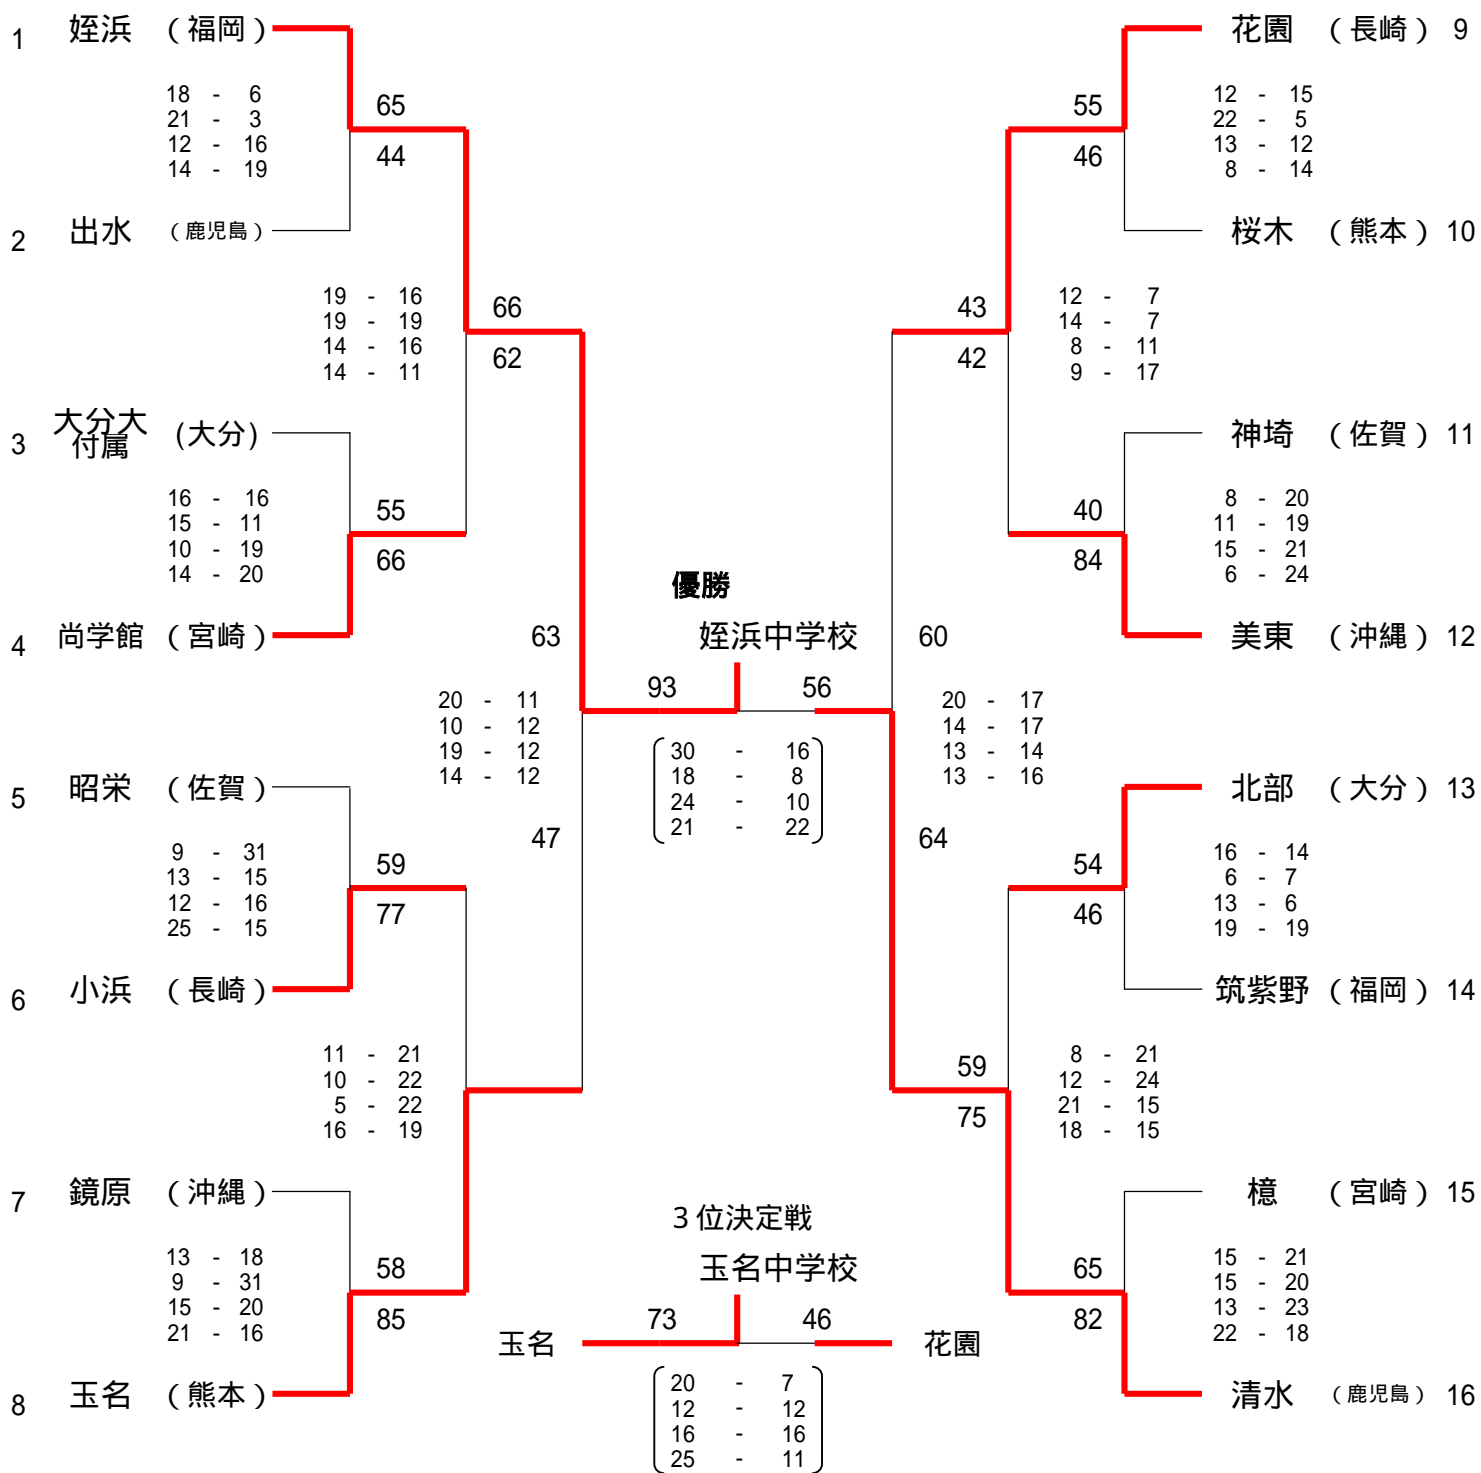 1 姪浜 （福岡）
18 - 6
21 - 3
12 - 16
14 - 19
65
44
2 出水 （鹿児島）
19 - 16
19 - 19
14 - 16
14 - 11
66
62
3 大分大
付属 (大分)
16 - 16
15 - 11
10 - 19
14 - 20
55
66
4 尚学館 （宮崎）
63
20 - 11
10 - 12
19 - 12
14 - 12
47
5 昭栄 （佐賀）
9 - 31
13 - 15
12 - 16
25 - 15
59
77
6 小浜 （長崎）
11 - 21
10 - 22
5 - 22
16 - 19
7 鏡原 （沖縄）
13 - 18
9 - 31
15 - 20
21 - 16
58
85
8 玉名 （熊本）
優勝
姪浜中学校
93 56
30 - 16
18 - 8
24 - 10
21 - 22
３位決定戦
玉名中学校
73 46
玉名 花園
20 - 7
12 - 12
16 - 16
25 - 11
花園 （長崎） 9
55
46
12 - 15
22 - 5
13 - 12
8 - 14
桜木 （熊本） 10
43
42
12 - 7
14 - 7
8 - 11
9 - 17
神埼 （佐賀） 11
40
84
8 - 20
11 - 19
15 - 21
6 - 24
美東 （沖縄） 12
60
64
20 - 17
14 - 17
13 - 14
13 - 16
北部 （大分） 13
54
46
16 - 14
6 - 7
13 - 6
19 - 19
筑紫野 （福岡） 14
59
75
8 - 21
12 - 24
21 - 15
18 - 15
檍 （宮崎） 15
65
82
15 - 21
15 - 20
13 - 23
22 - 18
清水 （鹿児島） 16